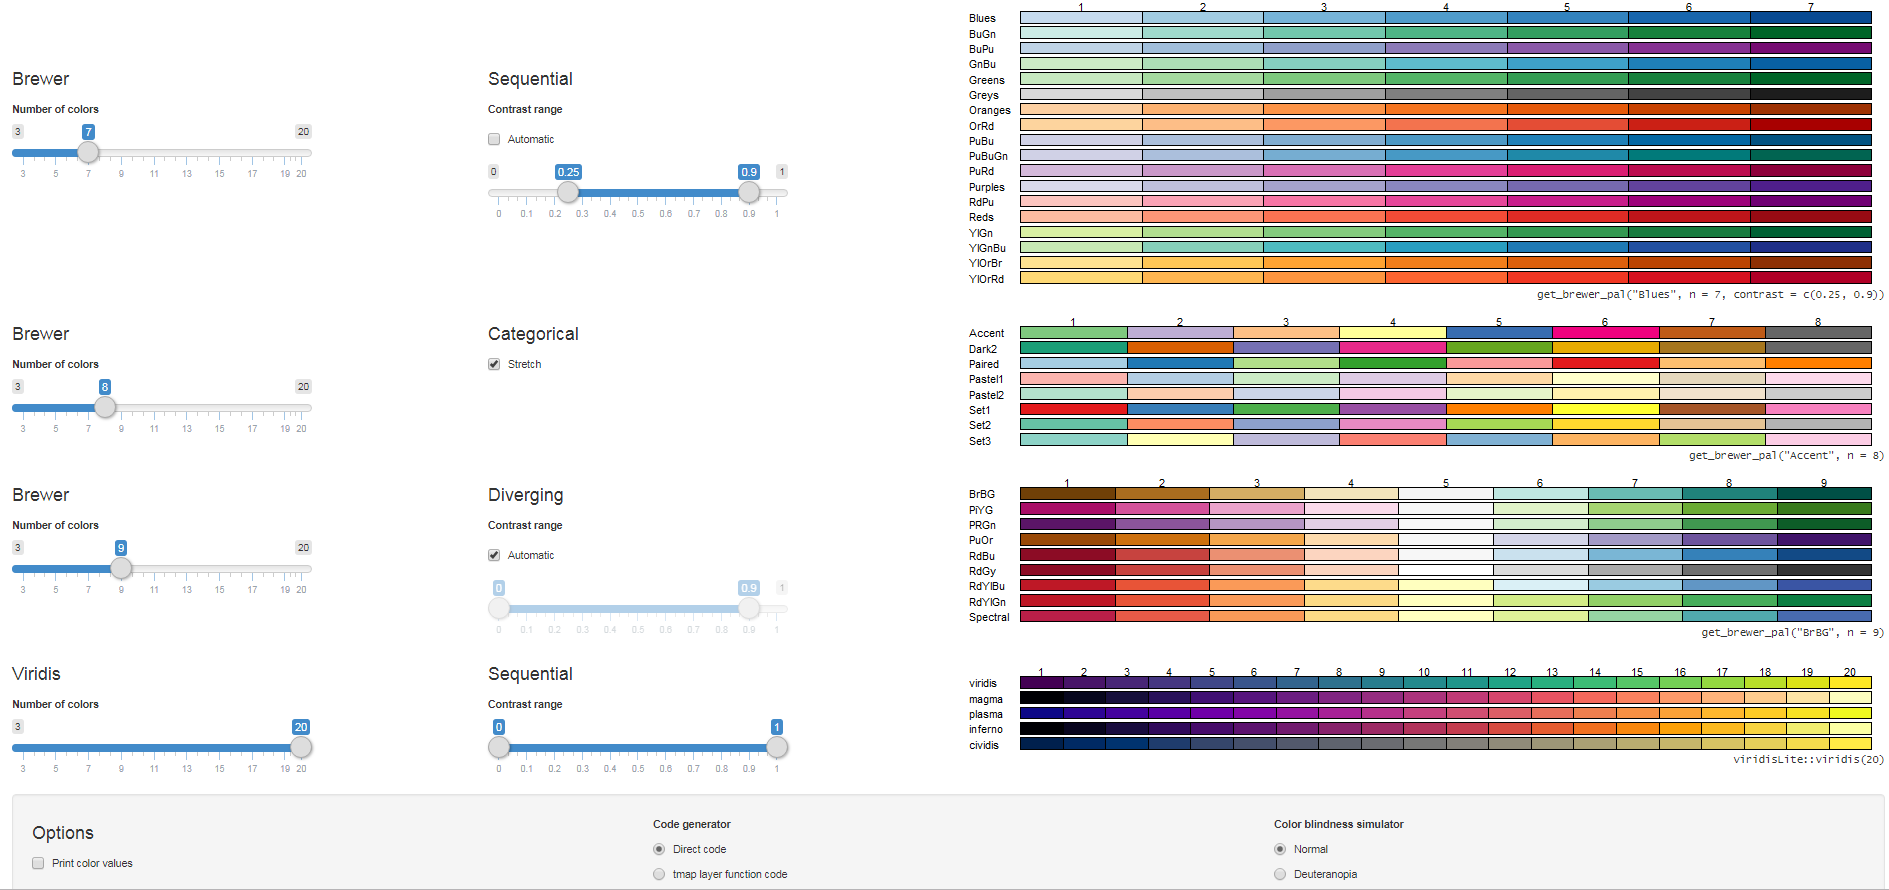 Brewer
Number of colors
3 7 20
3 5 7 9 11 13 15 17 19 20
Sequential
Contrast range
Automatic
0 0.25 0.9 1
0 0.1 0.2 0.3 0.4 0.5 0.6 0.7 0.8 0.9 1
1 2 3 4 5 6 7
Blues
BuGn
BuPu
GnBu
Greens
Greys
Oranges
OrRd
PuBu
PuBuGn
PuRd
Purples
RdPu
Reds
YlGn
YlGnBu
YlOrBr
YlOrRd
get_brewer_pal("Blues", n = 7, contrast = c(0.25, 0.9))
Brewer
Number of colors
3 8 20
3 5 7 9 11 13 15 17 19 20
Categorical
Stretch
1 2 3 4 5 6 7 8
Accent
Dark2
Paired
Pastel1
Pastel2
Set1
Set2
Set3
get_brewer_pal("Accent", n = 8)
Brewer
Number of colors
3 9 20
3 5 7 9 11 13 15 17 19 20
Diverging
Contrast range
Automatic
0 0.9 1
0 0.1 0.2 0.3 0.4 0.5 0.6 0.7 0.8 0.9 1
1 2 3 4 5 6 7 8 9
BrBG
PiYG
PRGn
PuOr
RdBu
RdGy
RdYlBu
RdYlGn
Spectral
get_brewer_pal("BrBG", n = 9)
Viridis
Number of colors
3 20
3 5 7 9 11 13 15 17 19 20
Sequential
Contrast range
0 1
0 0.1 0.2 0.3 0.4 0.5 0.6 0.7 0.8 0.9 1
1 2 3 4 5 6 7 8 9 10 11 12 13 14 15 16 17 18 19 20
viridis
magma
plasma
inferno
cividis
viridisLite::viridis(20)
Options
Print color values
Code generator
Direct code
tmap layer function code
Color blindness simulator
Normal
Deuteranopia